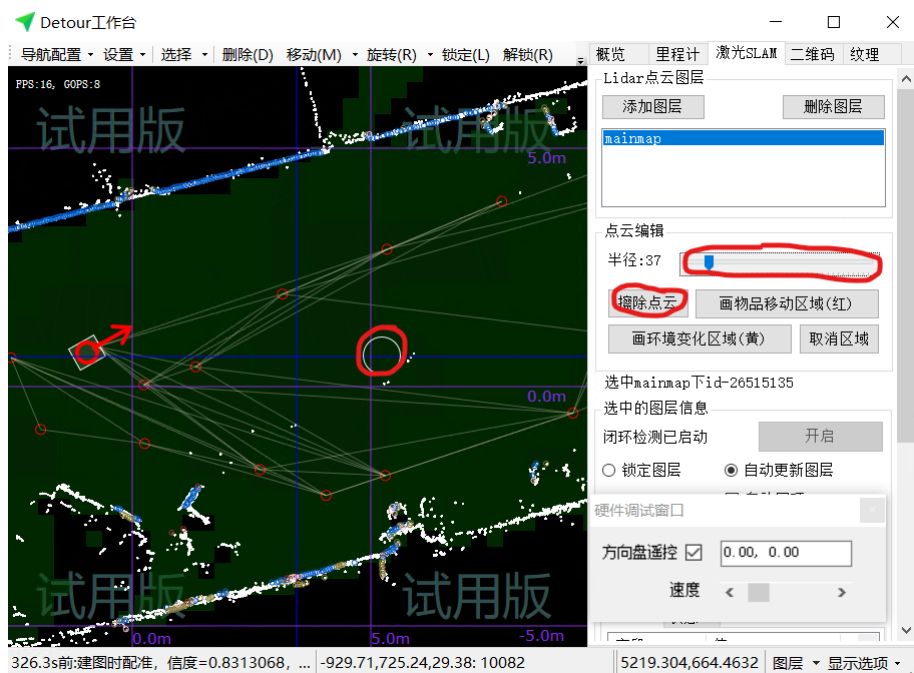 Detour工作台
导航配置 设置 选择 删除(D) 移动(M) 旋转(R) 锁定(L) 解锁(R)
概览 里程计 激光SLAM 二维码 纹理
FPS:16, GOPS:8
试用版 试用版
5.0m
0.0m
试用版 试用版
0.0m 5.0m -5.0m
Lidar点云图层
添加图层 删除图层
mainmap
点云编辑
半径:37
擦除点云 画物品移动区域(红)
画环境变化区域(黄) 取消区域
选中mainmap下id-26515135
选中的图层信息
闭环检测已启动 开启
锁定图层 自动更新图层
硬件调试窗口
方向盘遥控 0.00, 0.00
速度
326.3s前:建图时配准，信度=0.8313068, ... -929.71,725.24,29.38: 10082 5219.304,664.4632 图层 显示选项